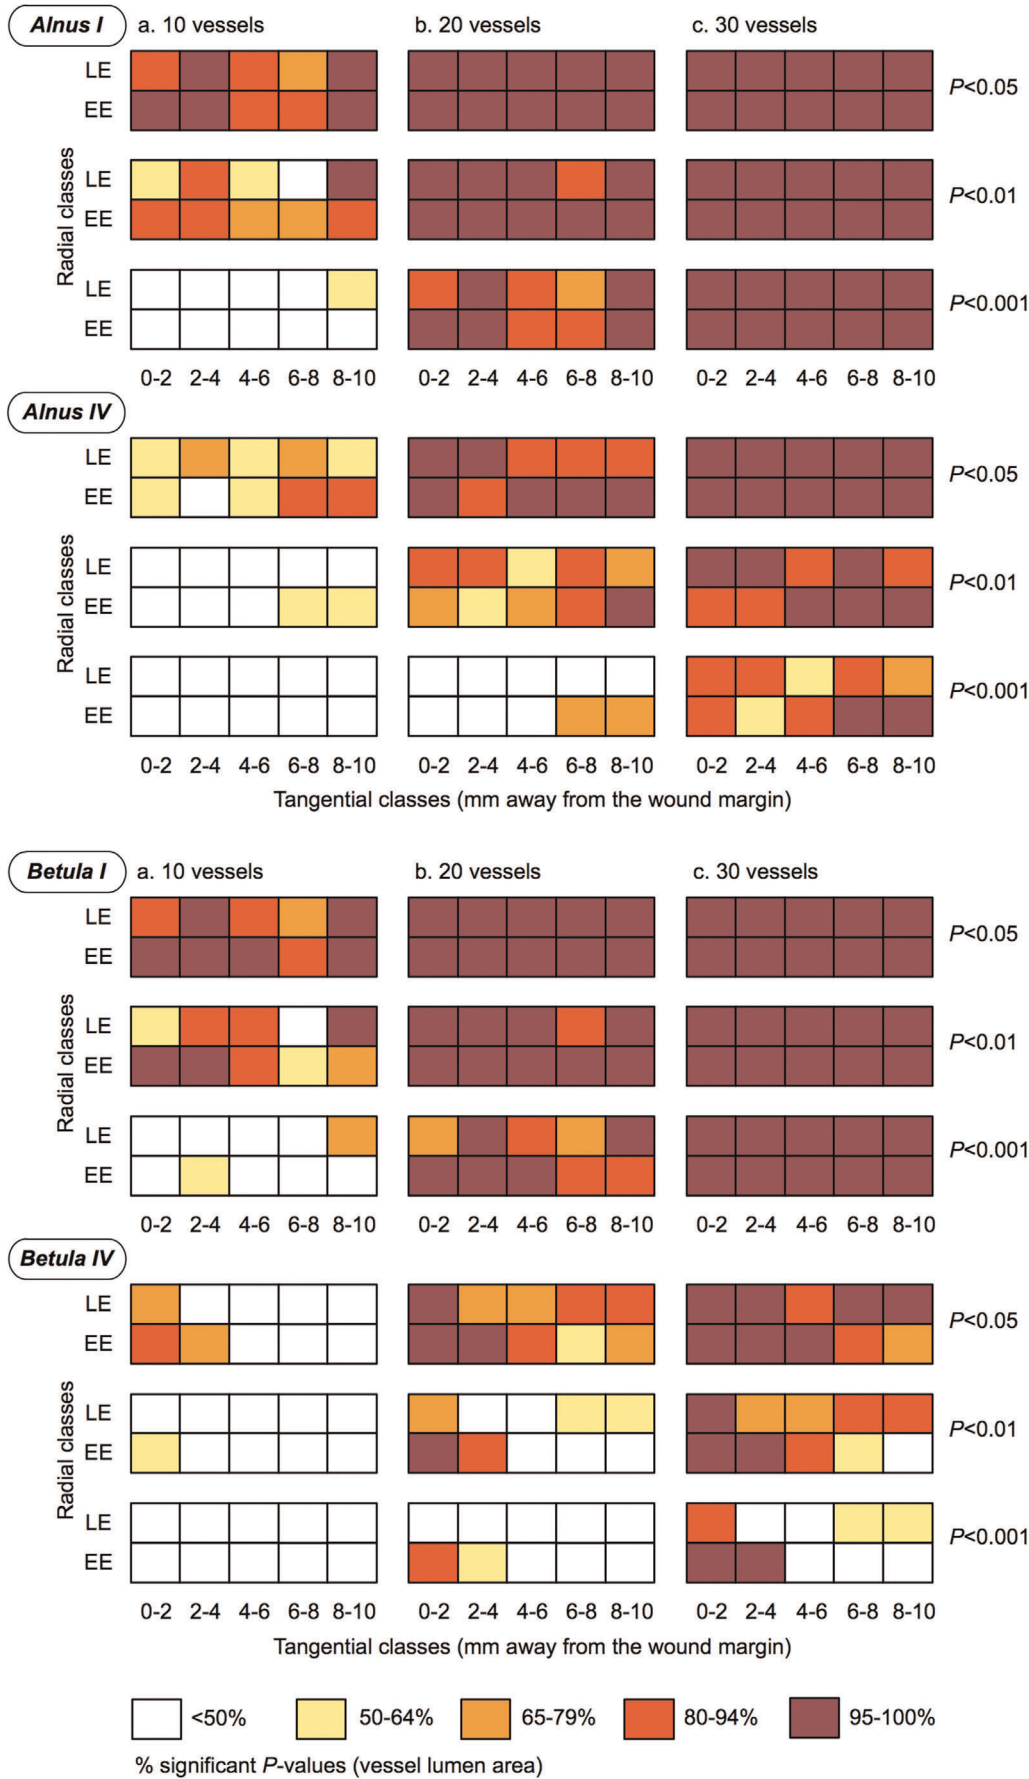 Alnus I a. 10 vessels b. 20 vessels c. 30 vessels
LE
EE
P<0.05
LE
EE
P<0.01
LE
EE
P<0.001
Radial classes
0-2 2-4 4-6 6-8 8-10 0-2 2-4 4-6 6-8 8-10 0-2 2-4 4-6 6-8 8-10
Alnus IV
LE
EE
P<0.05
LE
EE
P<0.01
LE
EE
P<0.001
Radial classes
0-2 2-4 4-6 6-8 8-10 0-2 2-4 4-6 6-8 8-10 0-2 2-4 4-6 6-8 8-10
Tangential classes (mm away from the wound margin)
Betula I a. 10 vessels b. 20 vessels c. 30 vessels
LE
EE
P<0.05
LE
EE
P<0.01
LE
EE
P<0.001
Radial classes
0-2 2-4 4-6 6-8 8-10 0-2 2-4 4-6 6-8 8-10 0-2 2-4 4-6 6-8 8-10
Betula IV
LE
EE
P<0.05
LE
EE
P<0.01
LE
EE
P<0.001
Radial classes
0-2 2-4 4-6 6-8 8-10 0-2 2-4 4-6 6-8 8-10 0-2 2-4 4-6 6-8 8-10
Tangential classes (mm away from the wound margin)
<50% 50-64% 65-79% 80-94% 95-100%
% significant P-values (vessel lumen area)